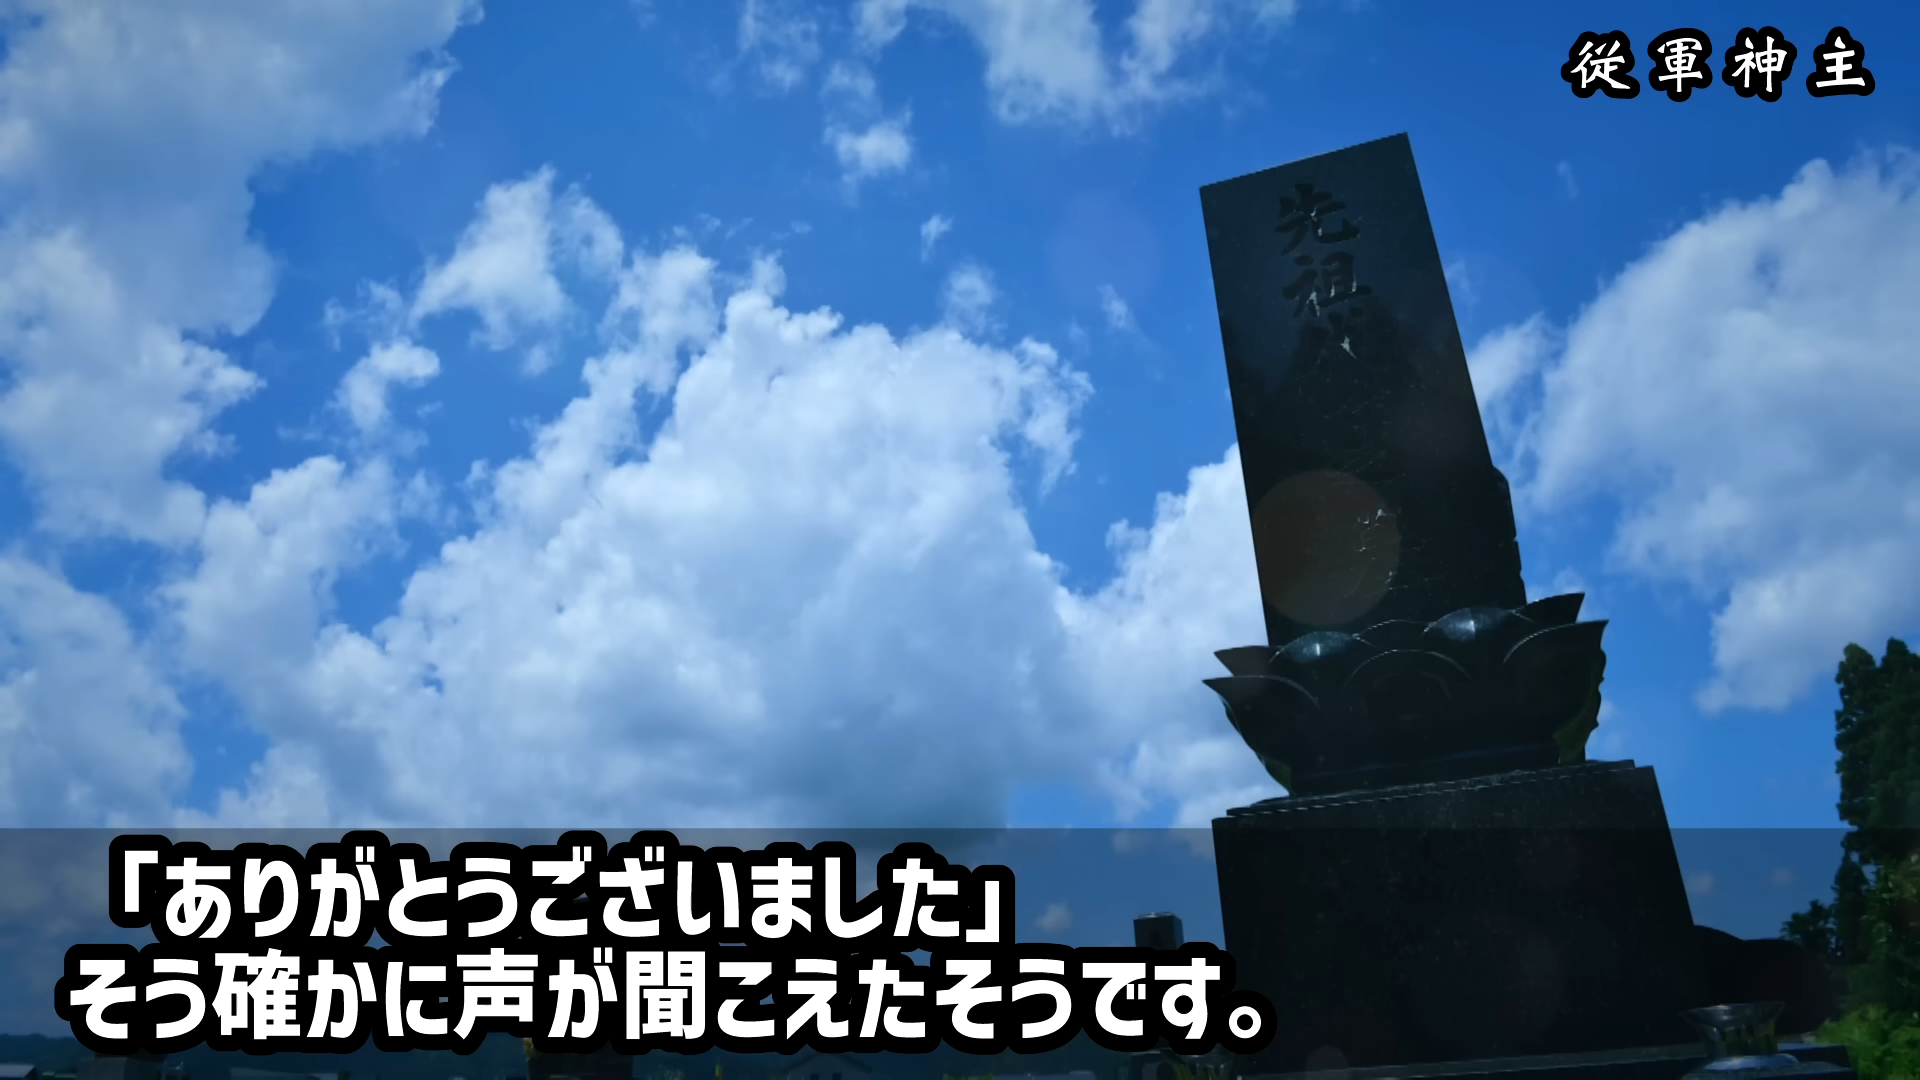 従軍神主
先祖代
「ありがとうございました」
そう確かに声が聞こえたそうです。